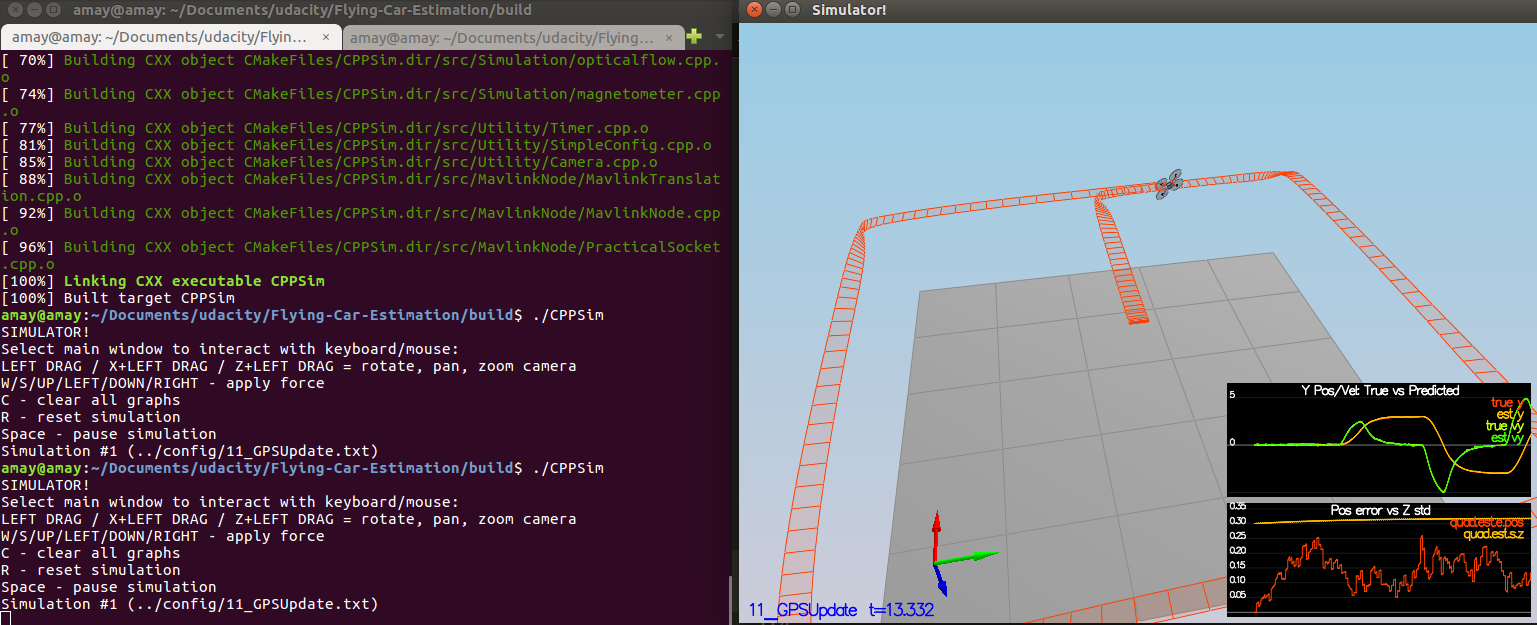 amay@amay: ~/Documents/udacity/Flying-Car-Estimation/build
amay@amay: ~/Documents/udacity/Flyin... ×
amay@amay: ~/Documents/udacity/Flying... ×
[ 70%] Building CXX object CMakeFiles/CPPSim.dir/src/Simulation/opticalflow.cpp.
o
[ 74%] Building CXX object CMakeFiles/CPPSim.dir/src/Simulation/magnetometer.cpp
.o
[ 77%] Building CXX object CMakeFiles/CPPSim.dir/src/Utility/Timer.cpp.o
[ 81%] Building CXX object CMakeFiles/CPPSim.dir/src/Utility/SimpleConfig.cpp.o
[ 85%] Building CXX object CMakeFiles/CPPSim.dir/src/Utility/Camera.cpp.o
[ 88%] Building CXX object CMakeFiles/CPPSim.dir/src/MavlinkNode/MavlinkTranslat
ion.cpp.o
[ 92%] Building CXX object CMakeFiles/CPPSim.dir/src/MavlinkNode/MavlinkNode.cpp
.o
[ 96%] Building CXX object CMakeFiles/CPPSim.dir/src/MavlinkNode/PracticalSocket
.cpp.o
[100%] Linking CXX executable CPPSim
[100%] Built target CPPSim
amay@amay:~/Documents/udacity/Flying-Car-Estimation/build$ ./CPPSim
SIMULATOR!
Select main window to interact with keyboard/mouse:
LEFT DRAG / X+LEFT DRAG / Z+LEFT DRAG = rotate, pan, zoom camera
W/S/UP/LEFT/DOWN/RIGHT - apply force
C - clear all graphs
R - reset simulation
Space - pause simulation
Simulation #1 (../config/11_GPSUpdate.txt)
amay@amay:~/Documents/udacity/Flying-Car-Estimation/build$ ./CPPSim
SIMULATOR!
Select main window to interact with keyboard/mouse:
LEFT DRAG / X+LEFT DRAG / Z+LEFT DRAG = rotate, pan, zoom camera
W/S/UP/LEFT/DOWN/RIGHT - apply force
C - clear all graphs
R - reset simulation
Space - pause simulation
Simulation #1 (../config/11_GPSUpdate.txt)
Simulator!
Y Pos/Vel: True vs Predicted
5
0
true y
est y
true vy
est vy
Pos error vs Z std
0.35
0.30
0.25
0.20
0.15
0.10
0.05
quad.est.e.pos
quad.est.s.z
11_GPSUpdate t=13.332